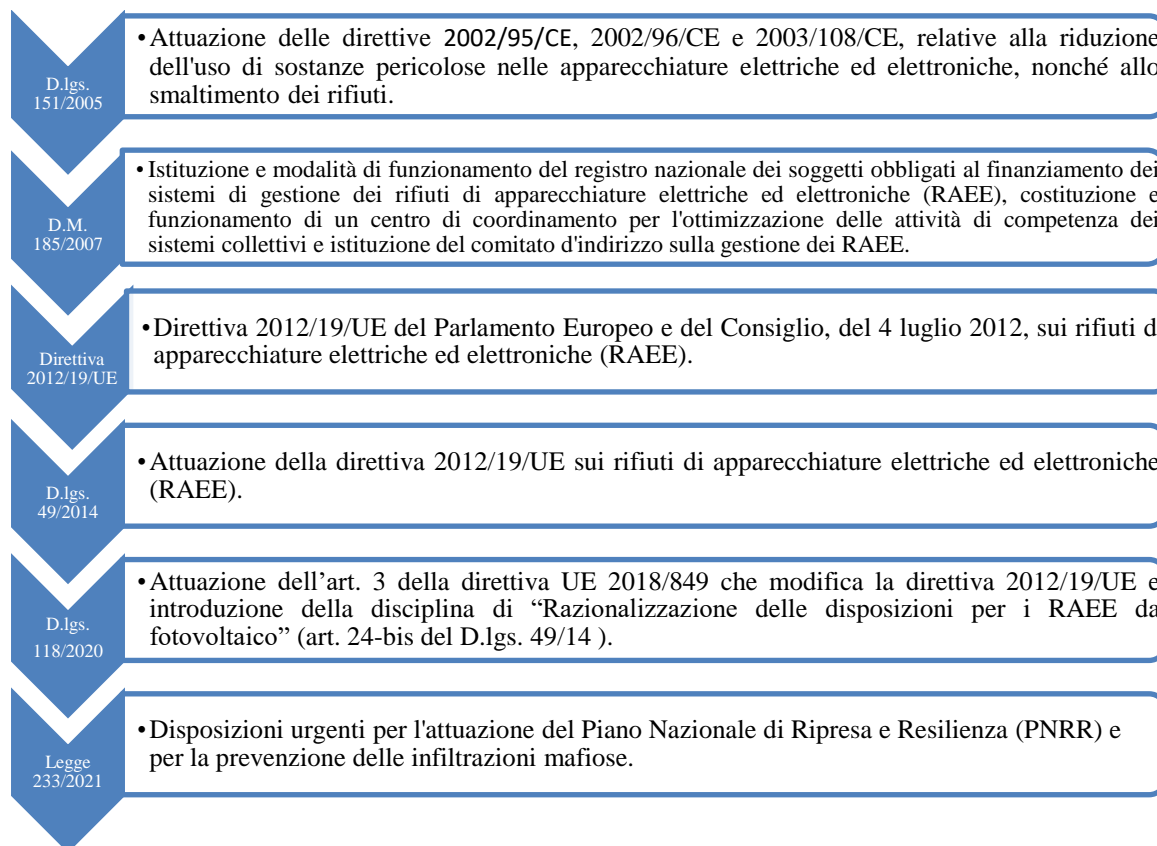 D.lgs.
151/2005
•Attuazione delle direttive 2002/95/CE, 2002/96/CE e 2003/108/CE, relative alla riduzione
dell'uso di sostanze pericolose nelle apparecchiature elettriche ed elettroniche, nonché allo
smaltimento dei rifiuti.
D.M.
185/2007
•Istituzione e modalità di funzionamento del registro nazionale dei soggetti obbligati al finanziamento dei
sistemi di gestione dei rifiuti di apparecchiature elettriche ed elettroniche (RAEE), costituzione e
funzionamento di un centro di coordinamento per l'ottimizzazione delle attività di competenza dei
sistemi collettivi e istituzione del comitato d'indirizzo sulla gestione dei RAEE.
Direttiva
2012/19/UE
•Direttiva 2012/19/UE del Parlamento Europeo e del Consiglio, del 4 luglio 2012, sui rifiuti d
apparecchiature elettriche ed elettroniche (RAEE).
D.lgs.
49/2014
•Attuazione della direttiva 2012/19/UE sui rifiuti di apparecchiature elettriche ed elettroniche
(RAEE).
D.lgs.
118/2020
•Attuazione dell’art. 3 della direttiva UE 2018/849 che modifica la direttiva 2012/19/UE e
introduzione della disciplina di “Razionalizzazione delle disposizioni per i RAEE da
fotovoltaico” (art. 24-bis del D.lgs. 49/14 ).
Legge
233/2021
•Disposizioni urgenti per l'attuazione del Piano Nazionale di Ripresa e Resilienza (PNRR) e
per la prevenzione delle infiltrazioni mafiose.